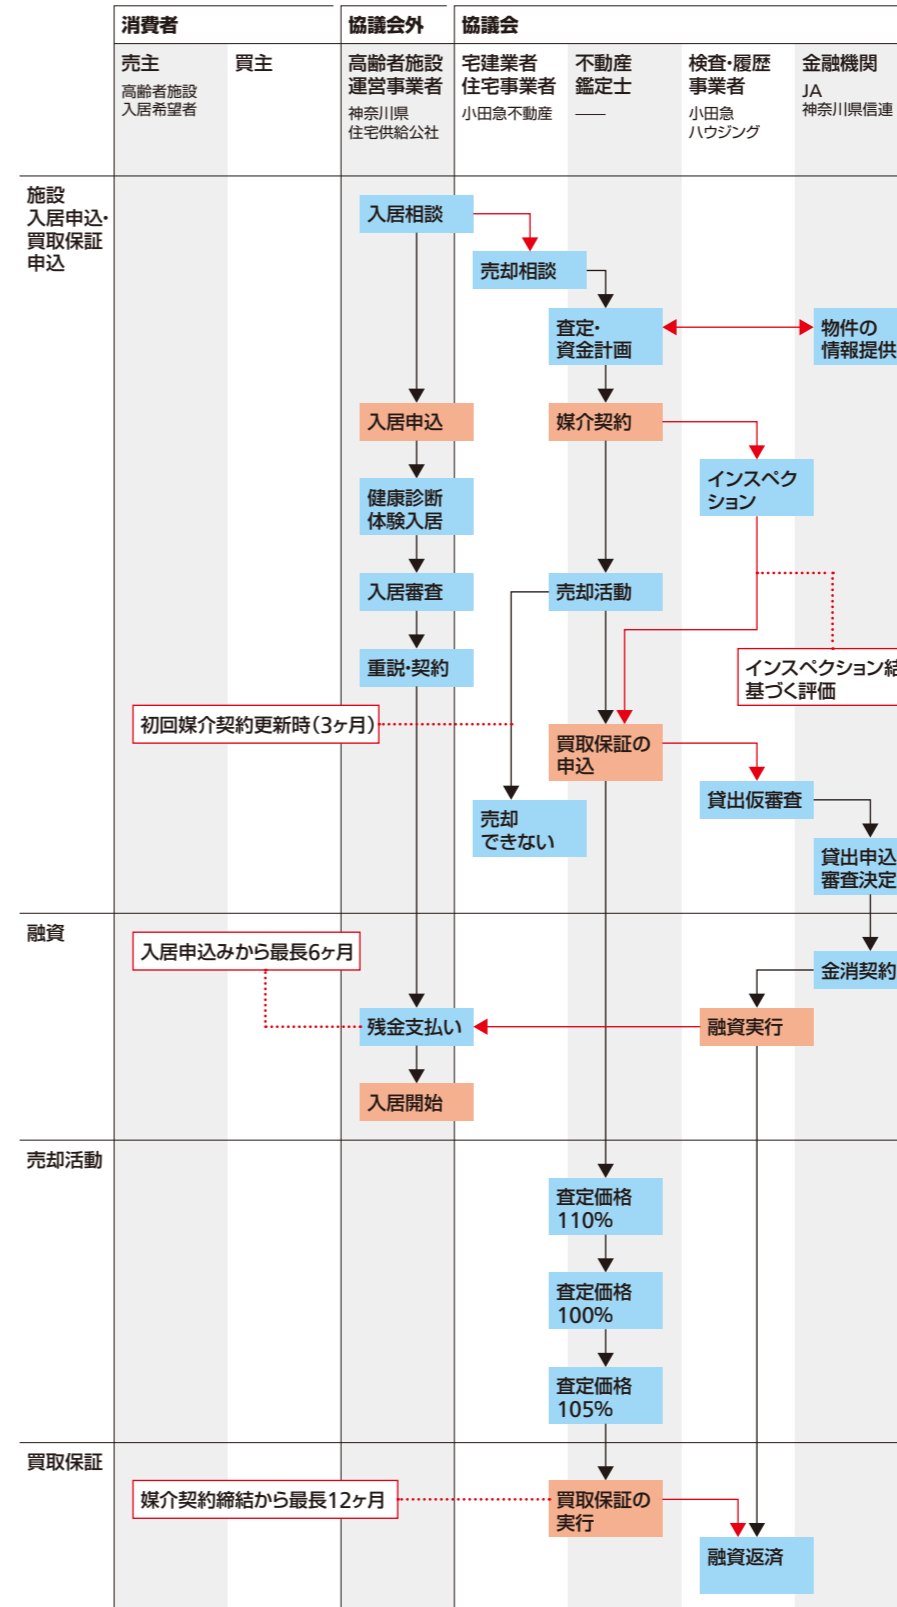 消費者
協議会外
協議会
売主
高齢者施設
入居希望者
買主
高齢者施設
運営事業者
神奈川県
住宅供給公社
宅建業者
住宅事業者
小田急不動産
不動産
鑑定士
――
検査・履歴
事業者
小田急
ハウジング
金融機関
JA
神奈川県信連
施設
入居申込・
買取保証
申込
入居相談
売却相談
査定・
資金計画
物件の
情報提供
入居申込
媒介契約
インスペク
ション
健康診断
体験入居
入居審査
売却活動
重説・契約
インスペクション結
基づく評価
初回媒介契約更新時（3ヶ月）
買取保証の
申込
貸出仮審査
売却
できない
貸出申込
審査決定
融資
入居申込みから最長6ヶ月
金消契約
残金支払い
融資実行
入居開始
売却活動
査定価格
110%
査定価格
100%
査定価格
105%
買取保証
媒介契約締結から最長12ヶ月
買取保証の
実行
融資返済